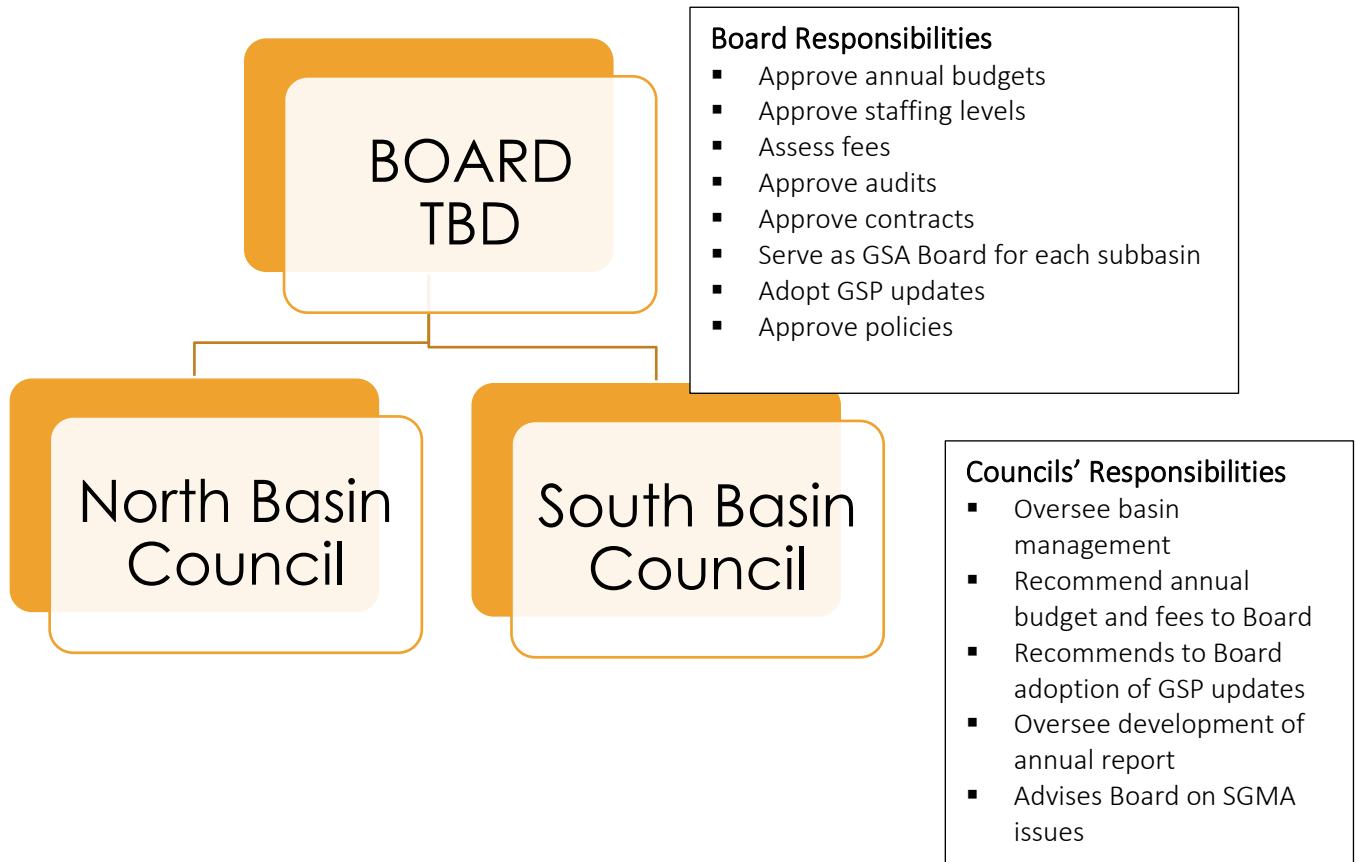 BOARD
TBD
Board Responsibilities
▪ Approve annual budgets
▪ Approve staffing levels
▪ Assess fees
▪ Approve audits
▪ Approve contracts
▪ Serve as GSA Board for each subbasin
▪ Adopt GSP updates
▪ Approve policies
North Basin
Council
South Basin
Council
Councils’ Responsibilities
▪ Oversee basin
management
▪ Recommend annual
budget and fees to Board
▪ Recommends to Board
adoption of GSP updates
▪ Oversee development of
annual report
▪ Advises Board on SGMA
issues